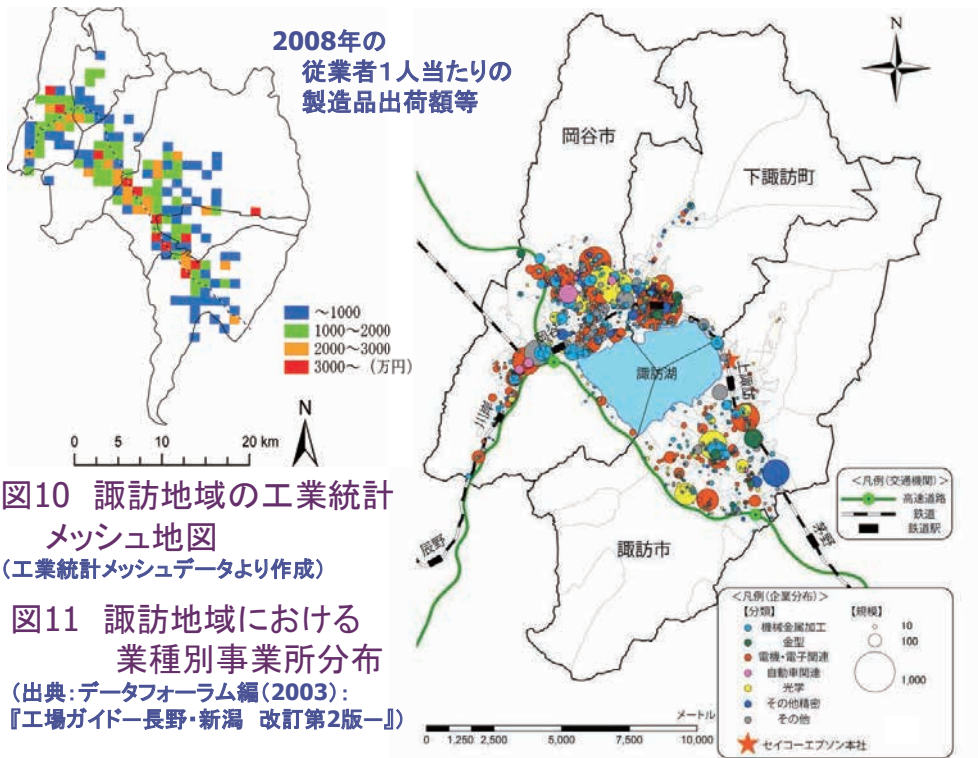 2008年の
従業者1人当たりの
製造品出荷額等
～1000
1000～2000
2000～3000
3000～（万円）
N
0 5 10 20 km
図10 諏訪地域の工業統計
メッシュ地図
(工業統計メッシュデータより作成)
図11 諏訪地域における
業種別事業所分布
(出典：データフォーラム編(2003)：
『工場ガイドー長野・新潟 改訂第2版ー』)
N
岡谷市
下諏訪町
岡谷
諏訪湖
上諏訪
川岸
辰野
諏訪市
茅野
＜凡例(交通機関)＞
高速道路
鉄道
鉄道駅
＜凡例(企業分布)＞
【分類】 【規模】
機械金属加工
金型
電機・電子関連
自動車関連
光学
その他精密
その他
10
100
1,000
セイコーエプソン本社
メートル
0 1,250 2,500 5,000 7,500 10,000